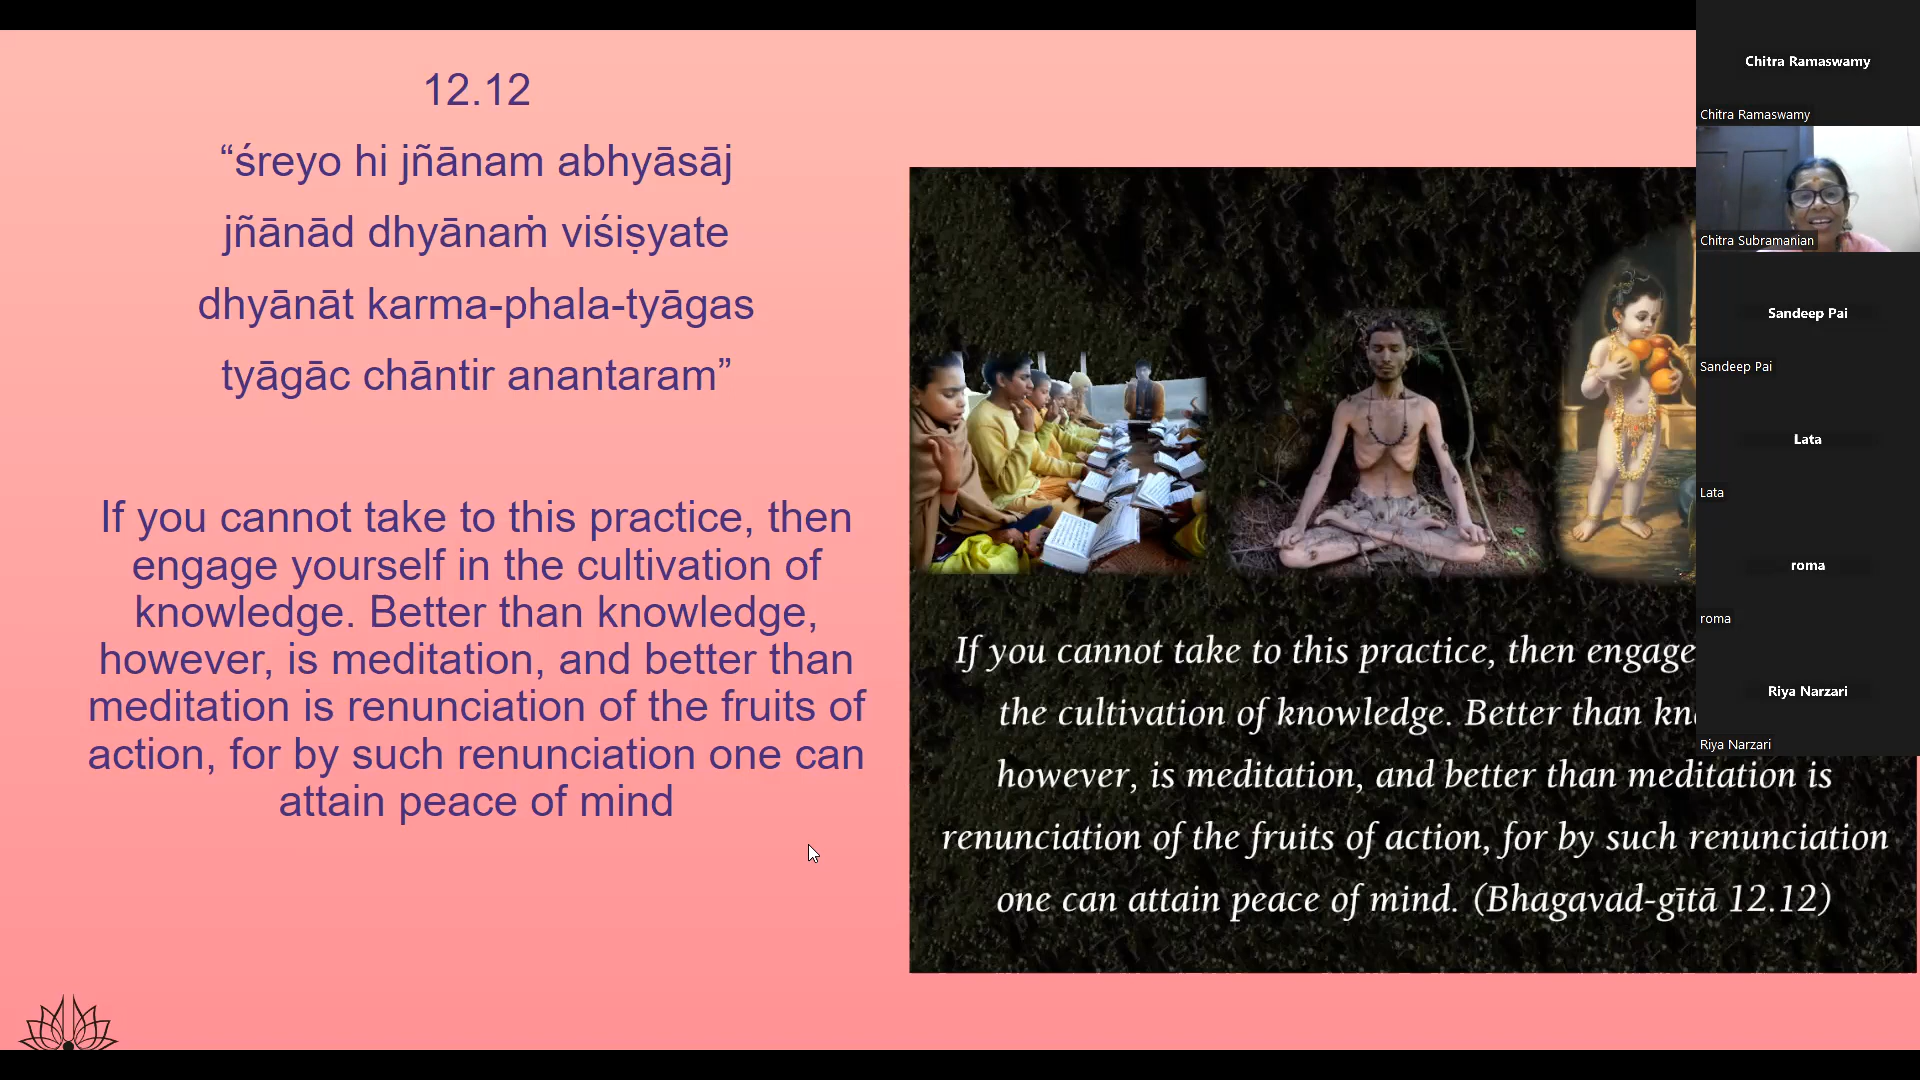 12.12
“śreyo hi jñānam abhyāsāj
jñānād dhyānaṁ viśiṣyate
dhyānāt karma-phala-tyāgas
tyāgāc chāntir anantaram”
If you cannot take to this practice, then
engage yourself in the cultivation of
knowledge. Better than knowledge,
however, is meditation, and better than
meditation is renunciation of the fruits of
action, for by such renunciation one can
attain peace of mind
If you cannot take to this practice, then engage
the cultivation of knowledge. Better than
however, is meditation, and better than meditation is
renunciation of the fruits of action, for by such renunciation
one can attain peace of mind. (Bhagavad-gītā 12.12)
Chitra Ramaswamy
Chitra Ramaswamy
Chitra Subramanian
Sandeep Pai
Sandeep Pai
Lata
Lata
roma
roma
Riya Narzari
Riya Narzari